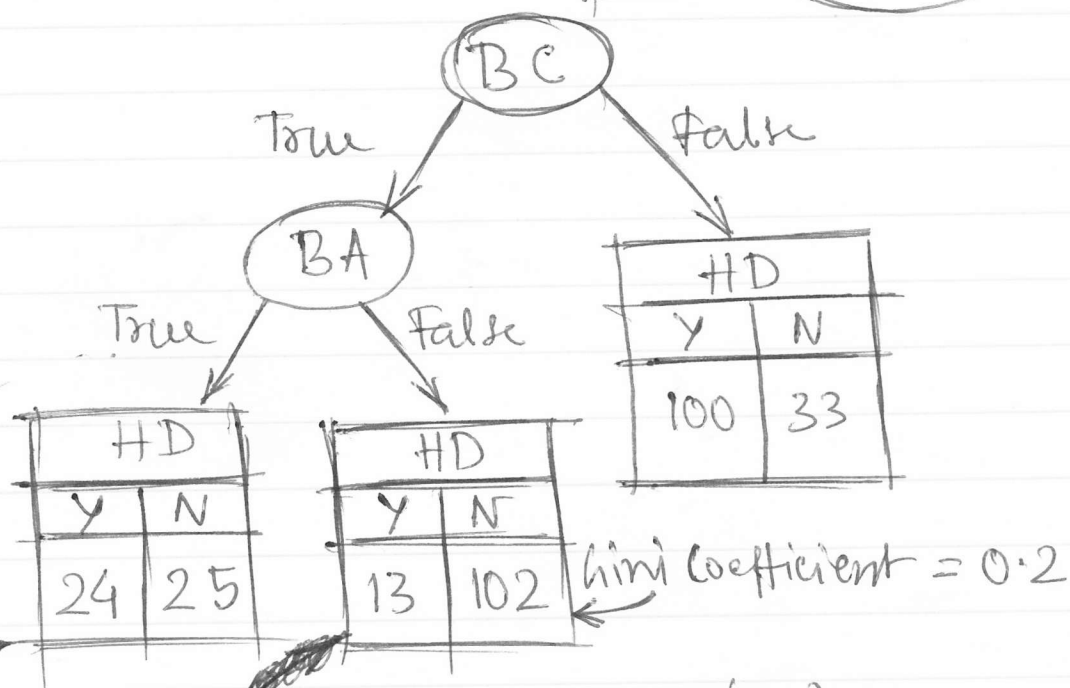 BC
True False
BA
HD
Y N
100 33
True False
HD
Y N
24 25
HD
Y N
13 102
Gini Coefficient = 0.2